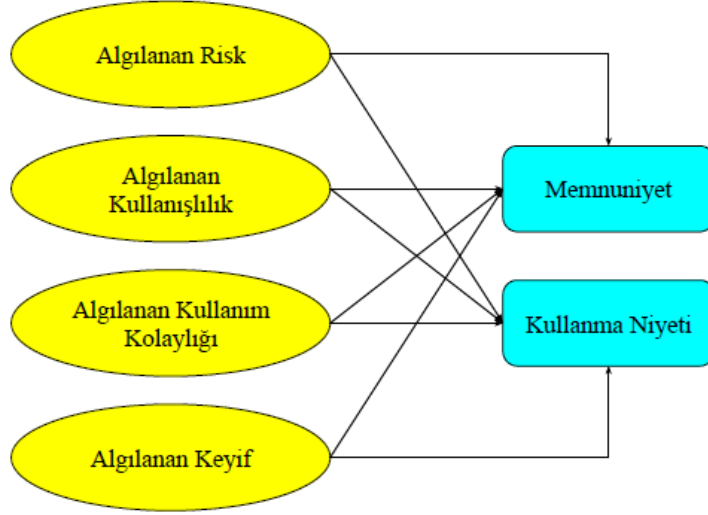 Algılanan Risk
Algılanan
Kullanışlılık
Memnuniyet
Algılanan Kullanım
Kolaylığı
Kullanma Niyeti
Algılanan Keyif